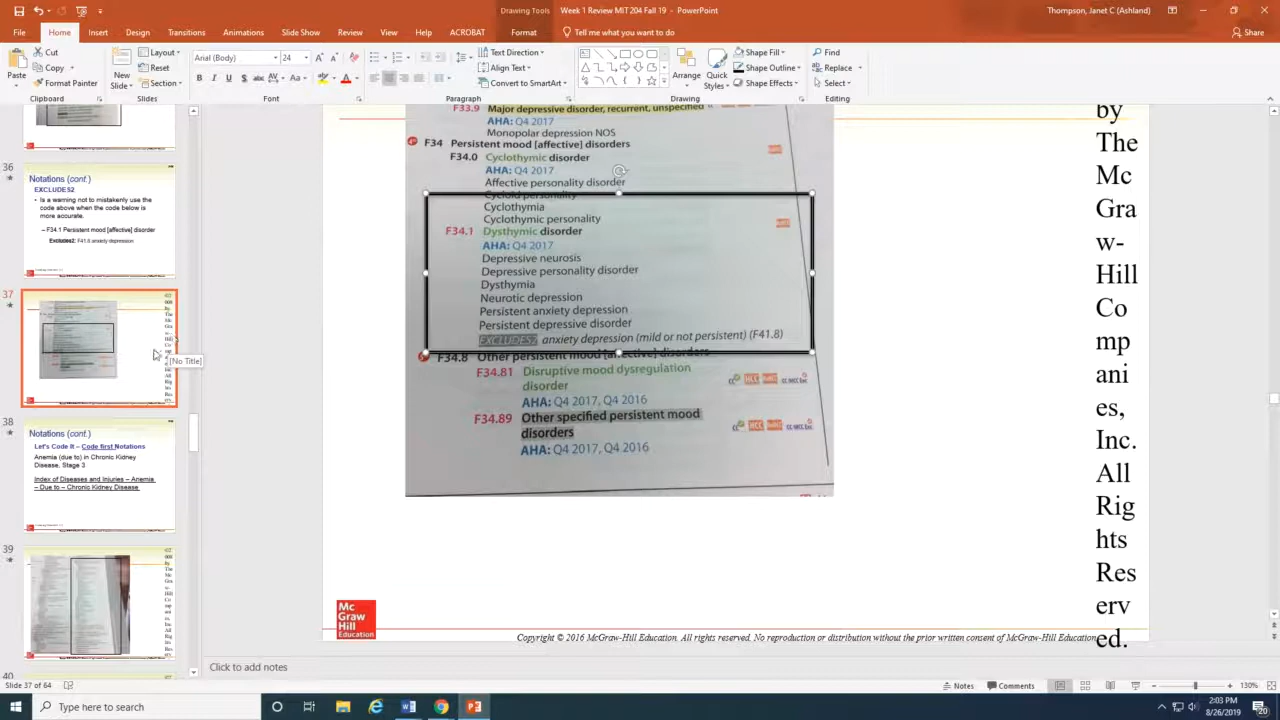 Drawing Tools
Week 1 Review MIT 204 Fall 19 - PowerPoint
Thompson, Janet C (Ashland)
File Home Insert Design Transitions Animations Slide Show Review View Help ACROBAT Format Tell me what you want to do Share
Cut
Copy
Format Painter
Paste
Clipboard
New Slide
Layout
Reset
Section
Slides
Arial (Body) 24
Font
Text Direction
Align Text
Convert to SmartArt
Paragraph
Arrange
Quick Styles
Shape Fill
Shape Outline
Shape Effects
Drawing
Find
Replace
Select
Editing
36
Notations (cont.)
EXCLUDES2
• Is a warning not to mistakenly use the
code above when the code below is
more accurate.
– F34.1 Persistent mood [affective] disorder
Excludes2: F41.8 anxiety depression
37
[No Title]
38
Notations (cont.)
Let's Code It – Code first Notations
Anemia (due to) in Chronic Kidney
Disease, Stage 3
Index of Diseases and Injuries – Anemia
– Due to – Chronic Kidney Disease
39
40
F33.9 Major depressive disorder, recurrent, unspecified
AHA: Q4 2017
Monopolar depression NOS
F34 Persistent mood [affective] disorders
F34.0 Cyclothymic disorder
AHA: Q4 2017
Affective personality disorder
Cycloid personality
Cyclothymia
Cyclothymic personality
F34.1 Dysthymic disorder
AHA: Q4 2017
Depressive neurosis
Depressive personality disorder
Dysthymia
Neurotic depression
Persistent anxiety depression
Persistent depressive disorder
EXCLUDES2 anxiety depression (mild or not persistent) (F41.8)
F34.8 Other persistent mood [affective] disorders
F34.81 Disruptive mood dysregulation
disorder
AHA: Q4 2017, Q4 2016
F34.89 Other specified persistent mood
disorders
AHA: Q4 2017, Q4 2016
by
The
Mc
Gra
w-
Hill
Co
mp
ani
es,
Inc.
All
Rig
hts
Res
erv
ed.
Mc
Graw
Hill
Education
Copyright © 2016 McGraw-Hill Education. All rights reserved. No reproduction or distribution without the prior written consent of McGraw-Hill Education
Click to add notes
Slide 37 of 64
Notes
Comments
130%
Type here to search
2:03 PM
8/26/2019
20